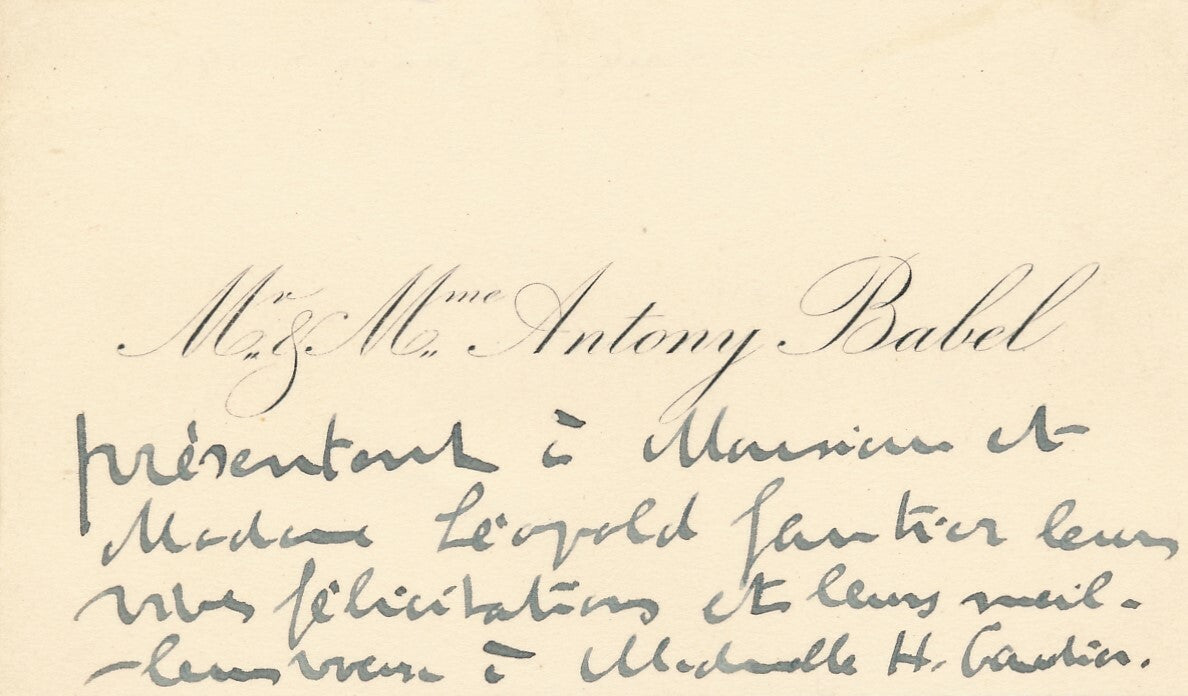 Mr. & Mme. Antony Babel
présentent à Monsieur et
Madame Léopold Gautier leurs
vives félicitations et leurs meil-
-leurs vœux à Mademoiselle H. Gautier.